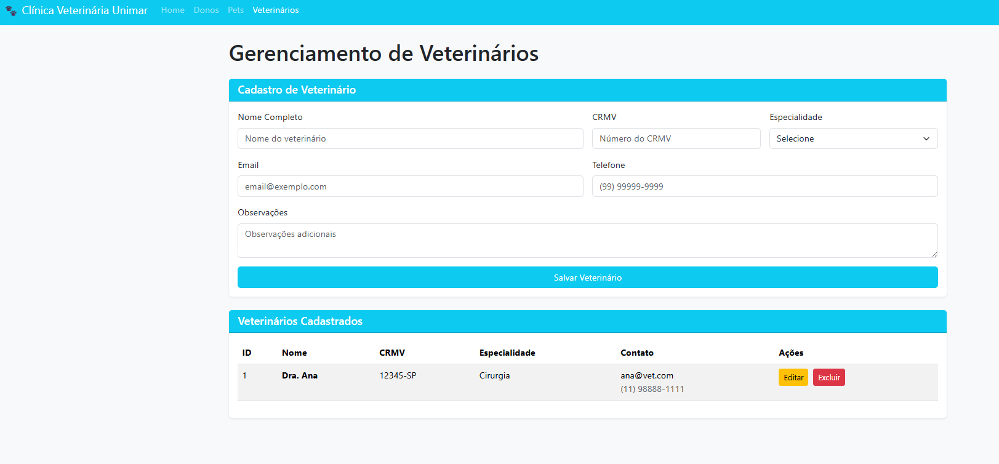 Clínica Veterinária Unimar Home Donos Pets Veterinários
Gerenciamento de Veterinários
Cadastro de Veterinário
Nome Completo CRMV Especialidade
Nome do veterinário Número do CRMV Selecione
Email Telefone
email@exemplo.com (99) 99999-9999
Observações
Observações adicionais
Salvar Veterinário
Veterinários Cadastrados
ID Nome CRMV Especialidade Contato Ações
1 Dra. Ana 12345-SP Cirurgia ana@vet.com Editar Excluir
(11) 98888-1111